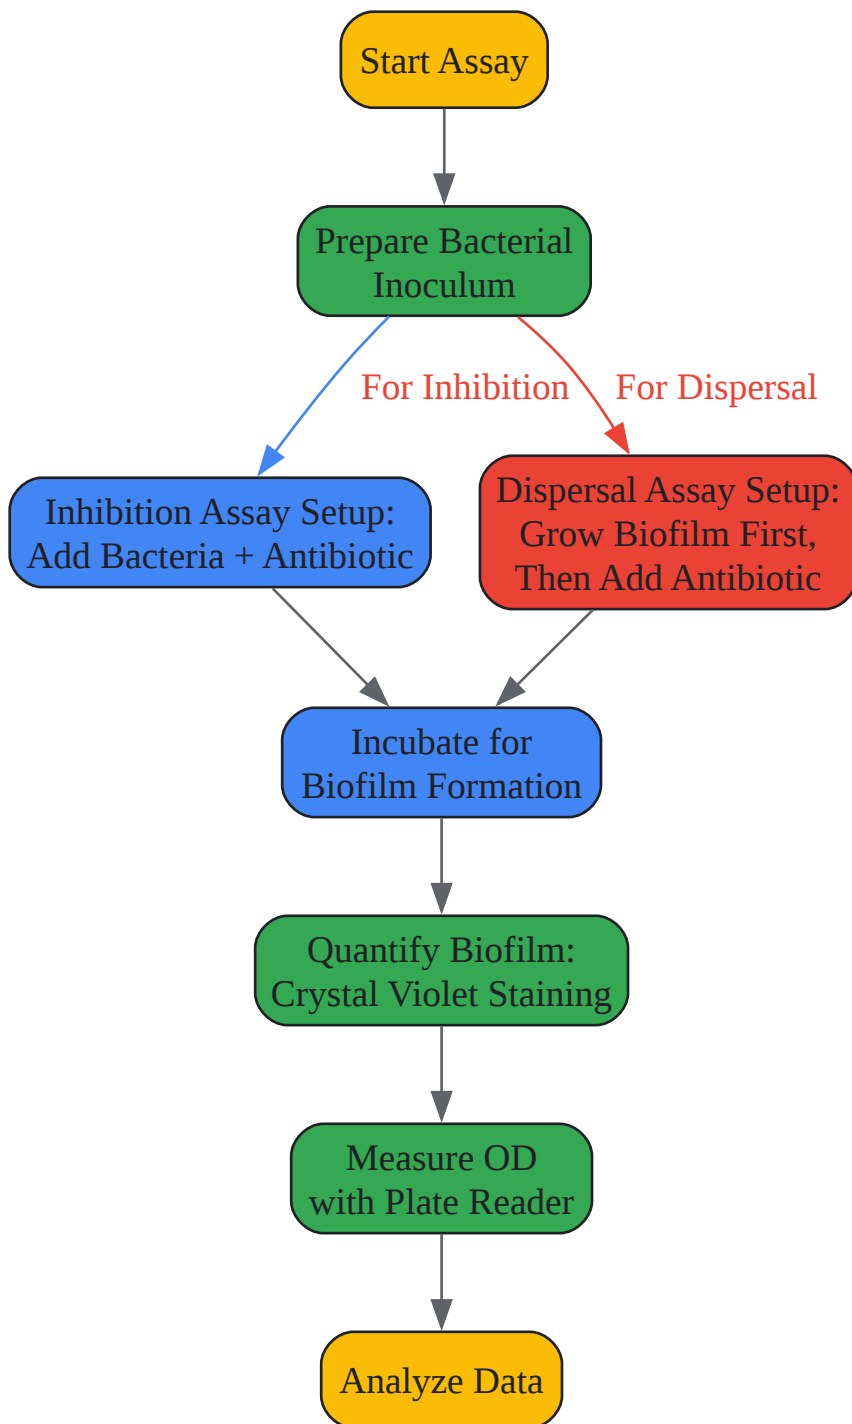 Start Assay
Prepare Bacterial
Inoculum
For Inhibition
For Dispersal
Inhibition Assay Setup:
Add Bacteria + Antibiotic
Dispersal Assay Setup:
Grow Biofilm First,
Then Add Antibiotic
Incubate for
Biofilm Formation
Quantify Biofilm:
Crystal Violet Staining
Measure OD
with Plate Reader
Analyze Data